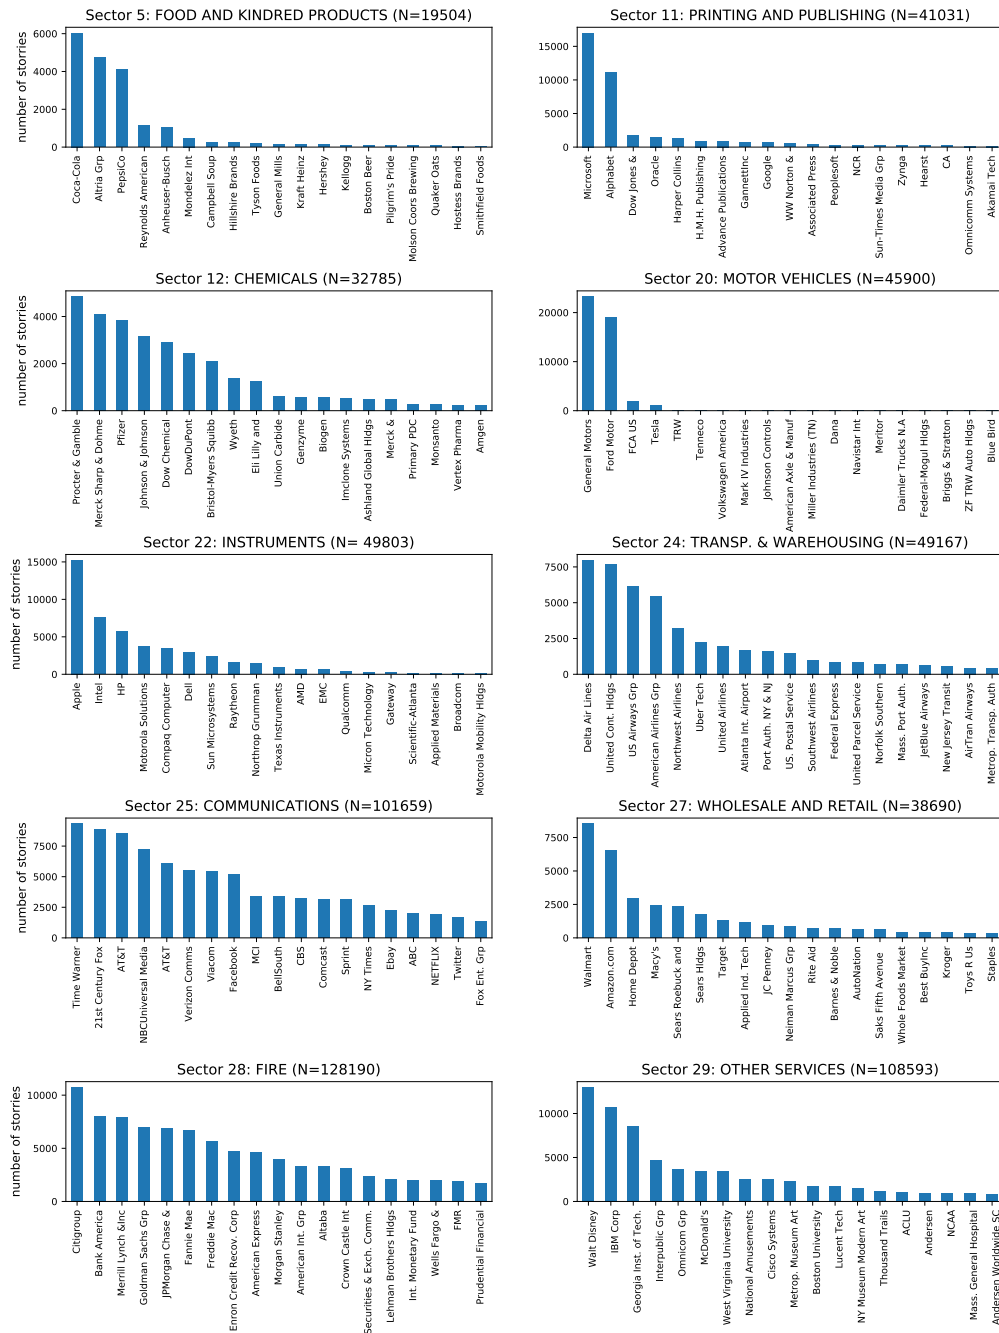 Sector 5: FOOD AND KINDRED PRODUCTS (N=19504)
number of storries
6000
4000
2000
0
Coca-Cola
Altria Grp
PepsiCo
Reynolds American
Anheuser-Busch
Mondelez Int
Campbell Soup
Hillshire Brands
Tyson Foods
General Mills
Kraft Heinz
Hershey
Kellogg
Boston Beer
Pilgrim's Pride
Molson Coors Brewing
Quaker Oats
Hostess Brands
Smithfield Foods
Sector 11: PRINTING AND PUBLISHING (N=41031)
15000
10000
5000
0
Microsoft
Alphabet
Dow Jones &
Oracle
Harper Collins
H.M.H. Publishing
Advance Publications
GannettInc
Google
WW Norton &
Associated Press
Peoplesoft
NCR
Sun-Times Media Grp
Zynga
Hearst
CA
Omnicomm Systems
Akamai Tech
Sector 12: CHEMICALS (N=32785)
number of storries
4000
2000
0
Procter & Gamble
Merck Sharp & Dohme
Pfizer
Johnson & Johnson
Dow Chemical
DowDuPont
Bristol-Myers Squibb
Wyeth
Eli Lilly and
Union Carbide
Genzyme
Biogen
Imclone Systems
Ashland Global Hldgs
Merck &
Primary PDC
Monsanto
Vertex Pharma
Amgen
Sector 20: MOTOR VEHICLES (N=45900)
20000
10000
0
General Motors
Ford Motor
FCA US
Tesla
TRW
Tenneco
Volkswagen America
Mark IV Industries
Johnson Controls
American Axle & Manuf
Miller Industries (TN)
Dana
Navistar Int
Meritor
Daimler Trucks N.A
Federal-Mogul Hldgs
Briggs & Stratton
ZF TRW Auto Hldgs
Blue Bird
Sector 22: INSTRUMENTS (N= 49803)
number of storries
15000
10000
5000
0
Apple
Intel
HP
Motorola Solutions
Compaq Computer
Dell
Sun Microsystems
Raytheon
Northrop Grumman
Texas Instruments
AMD
EMC
Qualcomm
Micron Technology
Gateway
Scientific-Atlanta
Applied Materials
Broadcom
Motorola Mobility Hldgs
Sector 24: TRANSP. & WAREHOUSING (N=49167)
7500
5000
2500
0
Delta Air Lines
United Cont. Hldgs
US Airways Grp
American Airlines Grp
Northwest Airlines
Uber Tech
United Airlines
Atlanta Int. Airport
Port Auth. NY & NJ
US. Postal Service
Southwest Airlines
Federal Express
United Parcel Service
Norfolk Southern
Mass. Port Auth.
JetBlue Airways
New Jersey Transit
AirTran Airways
Metrop. Transp. Auth
Sector 25: COMMUNICATIONS (N=101659)
number of storries
7500
5000
2500
0
Time Warner
21st Century Fox
AT&T
NBCUniversal Media
AT&T
Verizon Comms
Viacom
Facebook
MCI
BellSouth
CBS
Comcast
Sprint
NY Times
Ebay
ABC
NETFLIX
Twitter
Fox Ent. Grp
Sector 27: WHOLESALE AND RETAIL (N=38690)
7500
5000
2500
0
Walmart
Amazon.com
Home Depot
Macy's
Sears Roebuck and
Sears Hldgs
Target
Applied Ind. Tech
JC Penney
Neiman Marcus Grp
Rite Aid
Barnes & Noble
AutoNation
Saks Fifth Avenue
Whole Foods Market
Best BuyInc
Kroger
Toys R Us
Staples
Sector 28: FIRE (N=128190)
number of storries
10000
5000
0
Citigroup
Bank America
Merrill Lynch &Inc
Goldman Sachs Grp
JPMorgan Chase &
Fannie Mae
Freddie Mac
Enron Credit Recov. Corp
American Express
Morgan Stanley
American Int. Grp
Altaba
Crown Castle Int
Securities & Exch. Comm.
Lehman Brothers Hldgs
Int. Monetary Fund
Wells Fargo &
FMR
Prudential Financial
Sector 29: OTHER SERVICES (N=108593)
10000
5000
0
Walt Disney
IBM Corp
Georgia Inst. of Tech.
Interpublic Grp
Omnicom Grp
McDonald's
West Virginia University
National Amusements
Cisco Systems
Metrop. Museum Art
Boston University
Lucent Tech
NY Museum Modern Art
Thousand Trails
ACLU
Andersen
NCAA
Mass. General Hospital
Andersen Worldwide SC